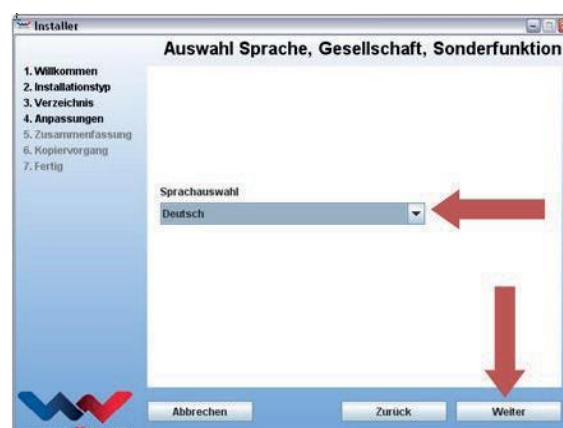 Installer
Auswahl Sprache, Gesellschaft, Sonderfunktion
1. Willkommen
2. Installationstyp
3. Verzeichnis
4. Anpassungen
5. Zusammenfassung
6. Kopiervorgang
7. Fertig
Sprachauswahl
Deutsch
Abbrechen
Zurück
Weiter